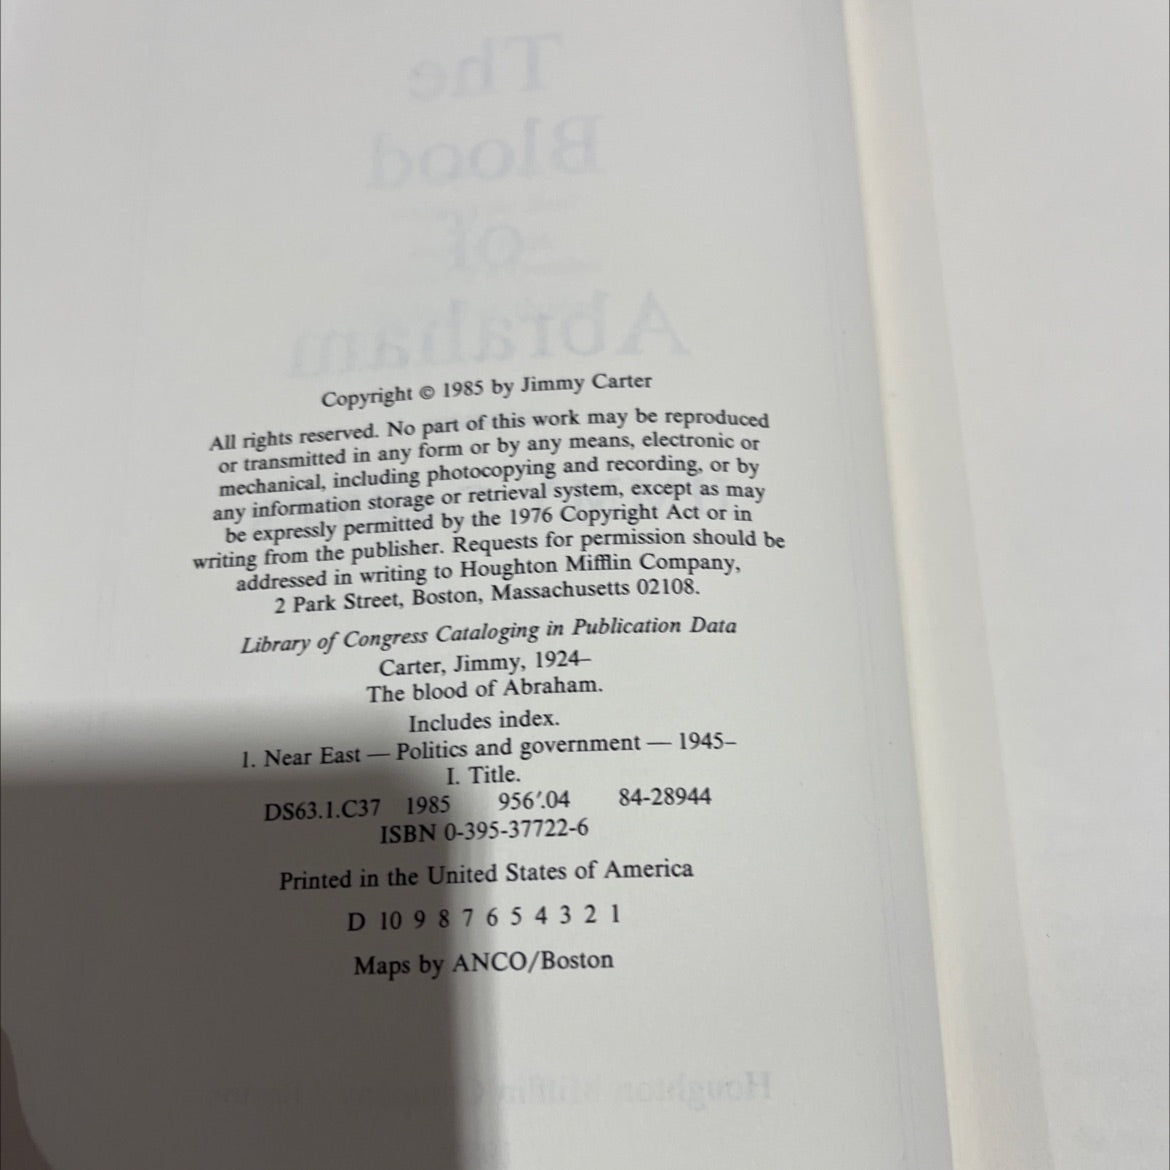 The
Blood
of
Abraham
Copyright © 1985 by Jimmy Carter
All rights reserved. No part of this work may be reproduced
or transmitted in any form or by any means, electronic or
mechanical, including photocopying and recording, or by
any information storage or retrieval system, except as may
be expressly permitted by the 1976 Copyright Act or in
writing from the publisher. Requests for permission should be
addressed in writing to Houghton Mifflin Company,
2 Park Street, Boston, Massachusetts 02108.
Library of Congress Cataloging in Publication Data
Carter, Jimmy, 1924–
The blood of Abraham.
Includes index.
1. Near East — Politics and government — 1945–
I. Title.
DS63.1.C37 1985 956′.04 84-28944
ISBN 0-395-37722-6
Printed in the United States of America
D 10 9 8 7 6 5 4 3 2 1
Maps by ANCO/Boston
Houghton Mifflin